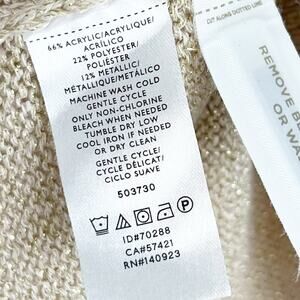 66% ACRYLIC/ACRYLIQUE/
ACRÍLICO
22% POLYESTER/
POLIÉSTER
12% METALLIC/
MÉTALLIQUE/METÁLICO
MACHINE WASH COLD
GENTLE CYCLE
ONLY NON-CHLORINE
BLEACH WHEN NEEDED
TUMBLE DRY LOW
COOL IRON IF NEEDED
OR DRY CLEAN
GENTLE CYCLE/
CYCLE DÉLICAT/
CICLO SUAVE
503730
ID#70288
CA#57421
RN#140923
CUT ALONG DOTTED LINE
REMOVE BE
OR WA